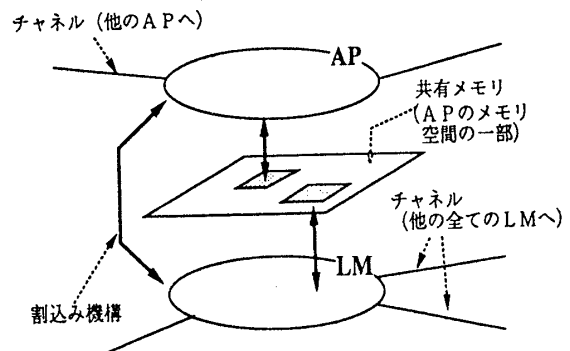 チャネル（他のＡＰへ）
AP
共有メモリ
（ＡＰのメモリ
空間の一部）
チャネル
（他の全てのＬＭへ）
LM
割込み機構